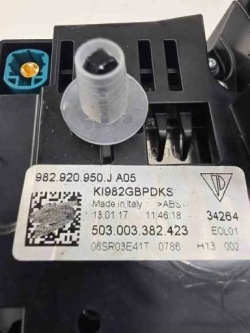 982.920.950.J A05
KI982GBPDKS
Made in Italy >ABS<
13.01.17 11:46:18 34264
503.003.382.423 E0L01
06SR03E41T 0786 H13 002